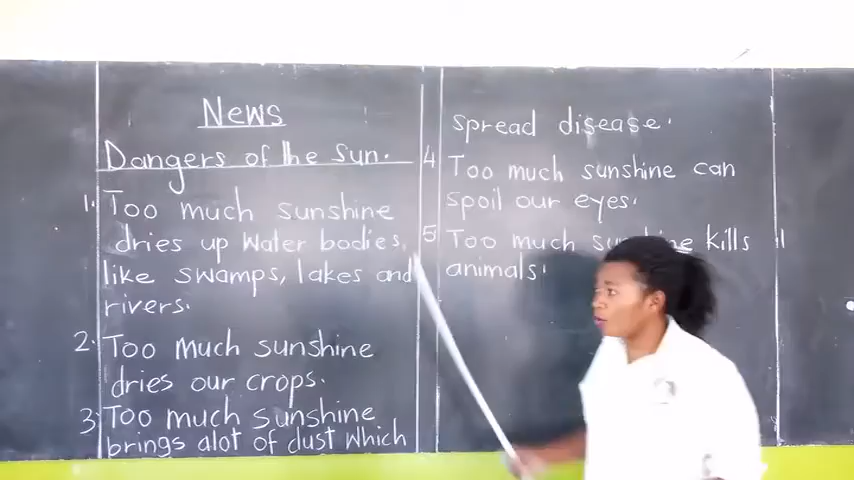 News
Dangers of the sun.
1. Too much sunshine
dries up water bodies,
like swamps, lakes and
rivers.
2. Too much sunshine
dries our crops.
3. Too much sunshine
brings alot of dust which
spread disease.
4 Too much sunshine can
spoil our eyes.
5 Too much sunshine kills
animals.